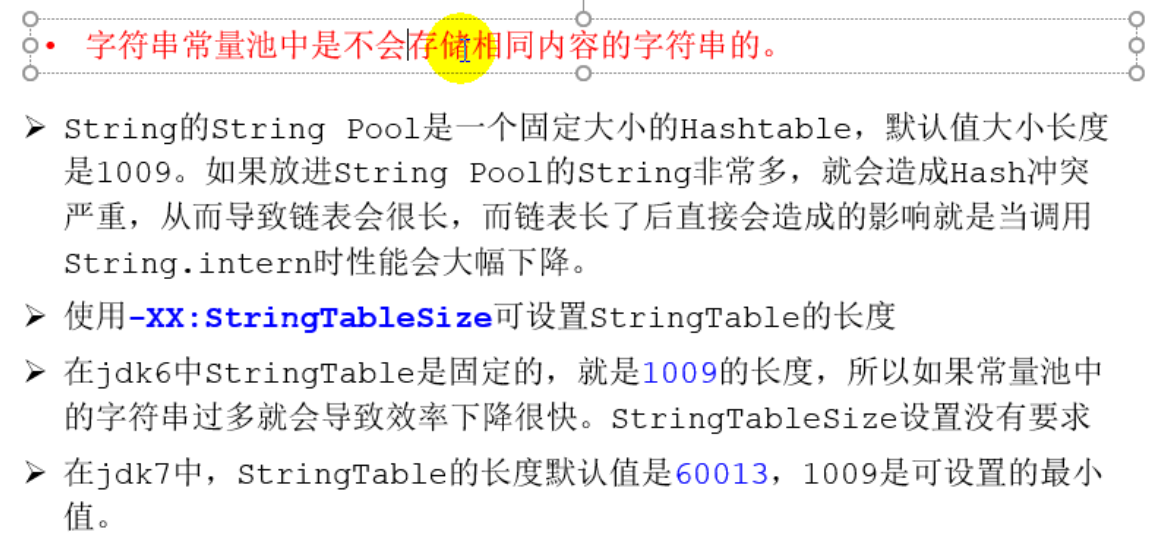 • 字符串常量池中是不会存储相同内容的字符串的。
➢ String的String Pool是一个固定大小的Hashtable，默认值大小长度
是1009。如果放进String Pool的String非常多，就会造成Hash冲突
严重，从而导致链表会很长，而链表长了后直接会造成的影响就是当调用
String.intern时性能会大幅下降。
➢ 使用-XX:StringTableSize可设置StringTable的长度
➢ 在jdk6中StringTable是固定的，就是1009的长度，所以如果常量池中
的字符串过多就会导致效率下降很快。StringTableSize设置没有要求
➢ 在jdk7中，StringTable的长度默认值是60013，1009是可设置的最小
值。